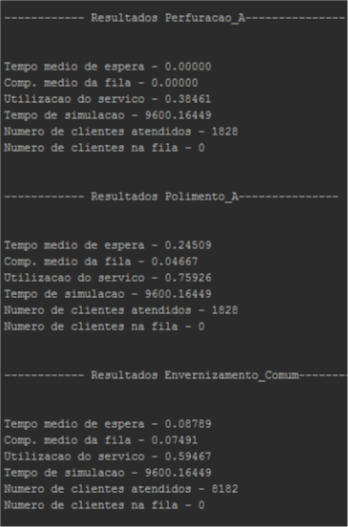 ------------ Resultados Perfuracao_A---------------
Tempo medio de espera - 0.00000
Comp. medio da fila - 0.00000
Utilizacao do servico - 0.38461
Tempo de simulacao - 9600.16449
Numero de clientes atendidos - 1828
Numero de clientes na fila - 0
------------ Resultados Polimento_A---------------
Tempo medio de espera - 0.24509
Comp. medio da fila - 0.04667
Utilizacao do servico - 0.75926
Tempo de simulacao - 9600.16449
Numero de clientes atendidos - 1828
Numero de clientes na fila - 0
------------ Resultados Envernizamento_Comum-------
Tempo medio de espera - 0.08789
Comp. medio da fila - 0.07491
Utilizacao do servico - 0.59467
Tempo de simulacao - 9600.16449
Numero de clientes atendidos - 8182
Numero de clientes na fila - 0